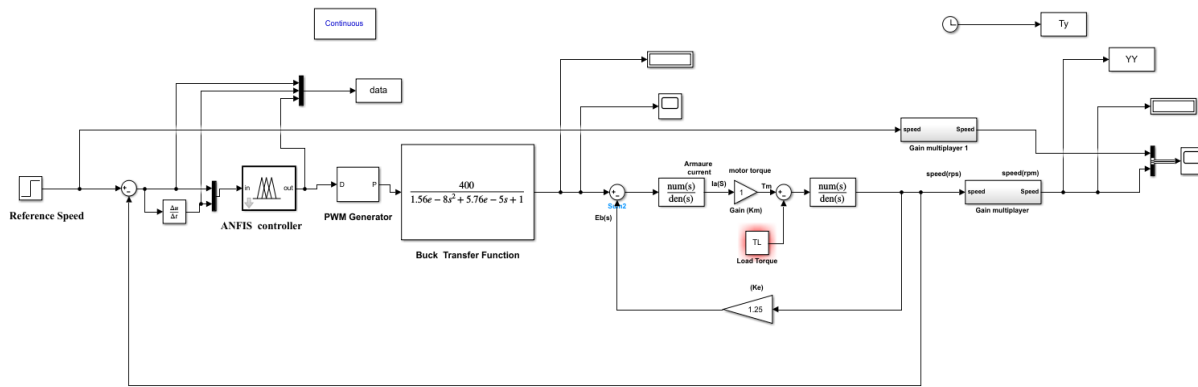 Continuous
Ty
YY
data
speed
Speed
Gain multiplayer 1
Reference Speed
+
−
Δu
Δt
in
out
ANFIS controller
D
P
PWM Generator
400
1.56e − 8s² + 5.76e − 5s + 1
Buck Transfer Function
+
−
Sum2
Eb(s)
num(s)
den(s)
Armaure
current
Ia(S)
motor torque
1
Tm
Gain (Km)
+
−
num(s)
den(s)
TL
Load Torque
(Ke)
1.25
speed(rps)
speed
Speed
speed(rpm)
Gain multiplayer